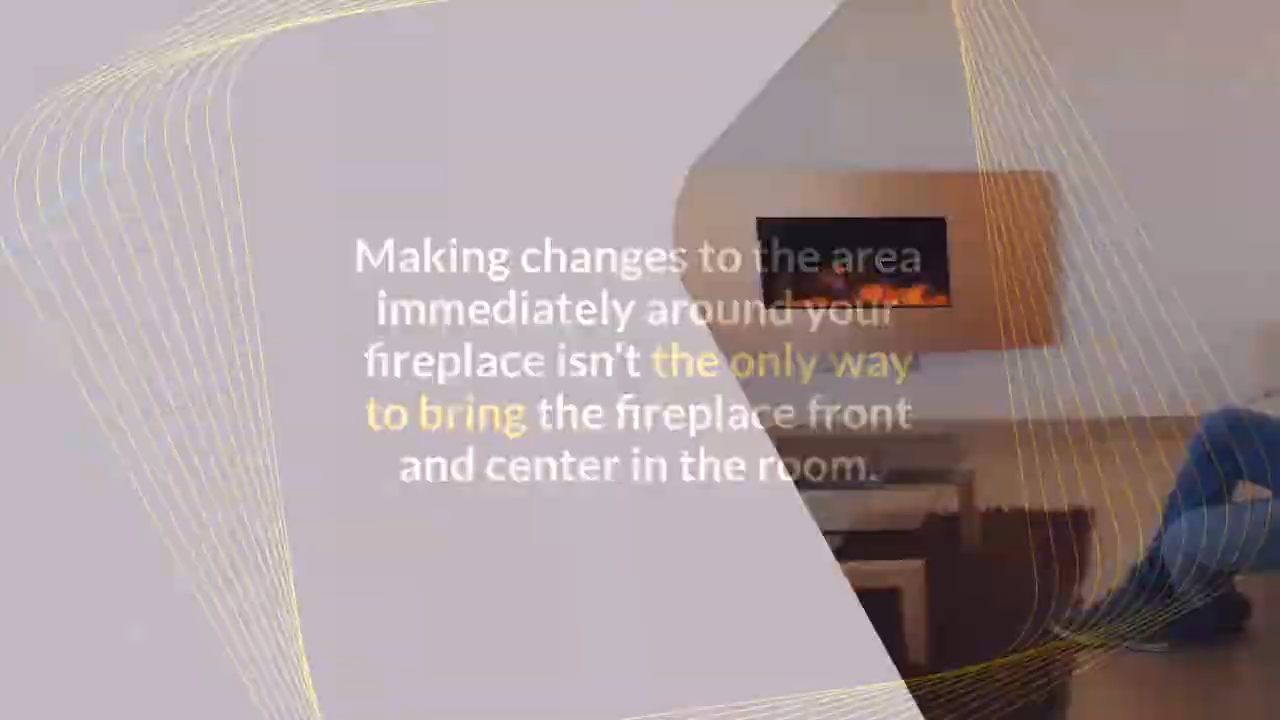 Making changes to the area
immediately around your
fireplace isn't the only way
to bring the fireplace front
and center in the room.